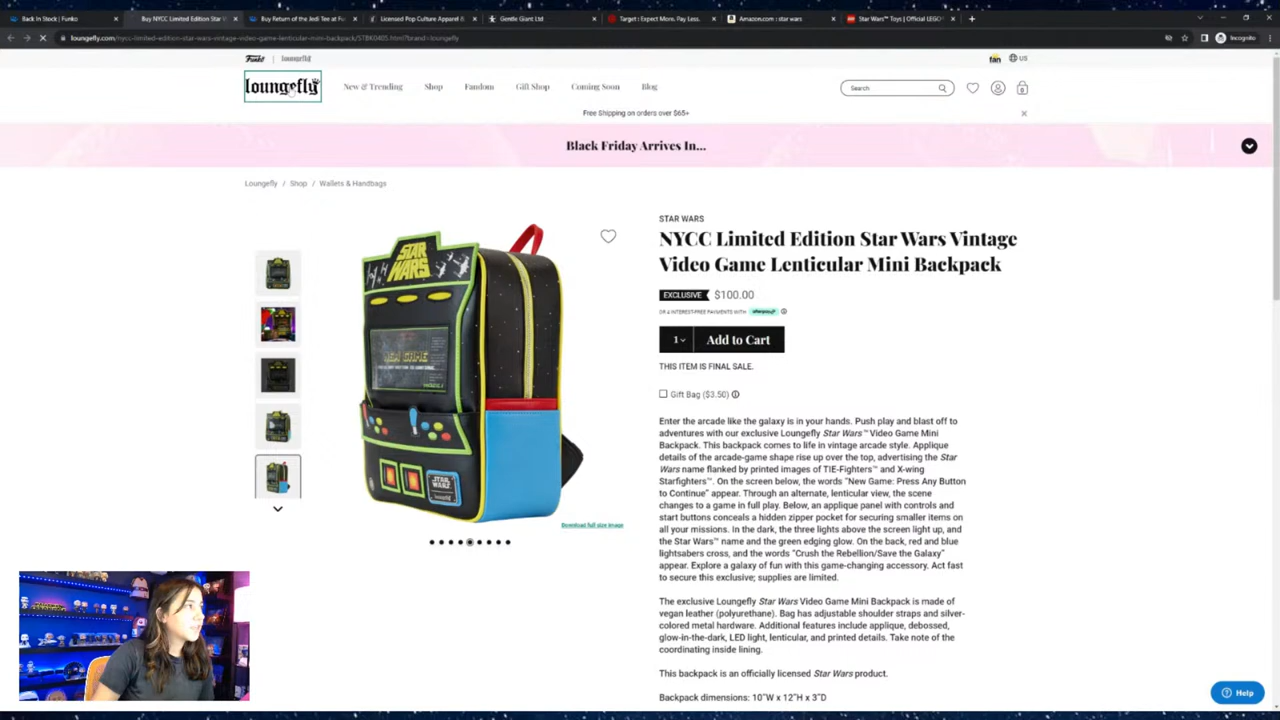 Back In Stock | Funko
Buy NYCC Limited Edition Star V
Buy Return of the Jedi Tee at Fu
Licensed Pop Culture Apparel &
Gentle Giant Ltd
Target : Expect More. Pay Less.
Amazon.com : star wars
Star Wars™ Toys | Official LEGO
loungefly.com/nycc-limited-edition-star-wars-vintage-video-game-lenticular-mini-backpack/STBK0405.html?brand=loungefly
Incognito
Funko | loungefly
fan US
loungefly
New & Trending Shop Fandom Gift Shop Coming Soon Blog
Search
0
Free Shipping on orders over $65+
Black Friday Arrives In...
Loungefly / Shop / Wallets & Handbags
STAR WARS
NYCC Limited Edition Star Wars Vintage
Video Game Lenticular Mini Backpack
EXCLUSIVE $100.00
OR 4 INTEREST-FREE PAYMENTS WITH afterpay
1 Add to Cart
THIS ITEM IS FINAL SALE.
Gift Bag ($3.50)
Enter the arcade like the galaxy is in your hands. Push play and blast off to
adventures with our exclusive Loungefly Star Wars™ Video Game Mini
Backpack. This backpack comes to life in vintage arcade style. Applique
details of the arcade-game shape rise up over the top, advertising the Star
Wars name flanked by printed images of TIE-Fighters™ and X-wing
Starfighters™. On the screen below, the words "New Game: Press Any Button
to Continue" appear. Through an alternate, lenticular view, the scene
changes to a game in full play. Below, an applique panel with controls and
start buttons conceals a hidden zipper pocket for securing smaller items on
all your missions. In the dark, the three lights above the screen light up, and
the Star Wars™ name and the green edging glow. On the back, red and blue
lightsabers cross, and the words "Crush the Rebellion/Save the Galaxy"
appear. Explore a galaxy of fun with this game-changing accessory. Act fast
to secure this exclusive; supplies are limited.
The exclusive Loungefly Star Wars Video Game Mini Backpack is made of
vegan leather (polyurethane). Bag has adjustable shoulder straps and silver-
colored metal hardware. Additional features include applique, debossed,
glow-in-the-dark, LED light, lenticular, and printed details. Take note of the
coordinating inside lining.
This backpack is an officially licensed Star Wars product.
Backpack dimensions: 10"W x 12"H x 3"D
STAR
WARS
NEW GAME
STAR
WARS
Download full size image
Help